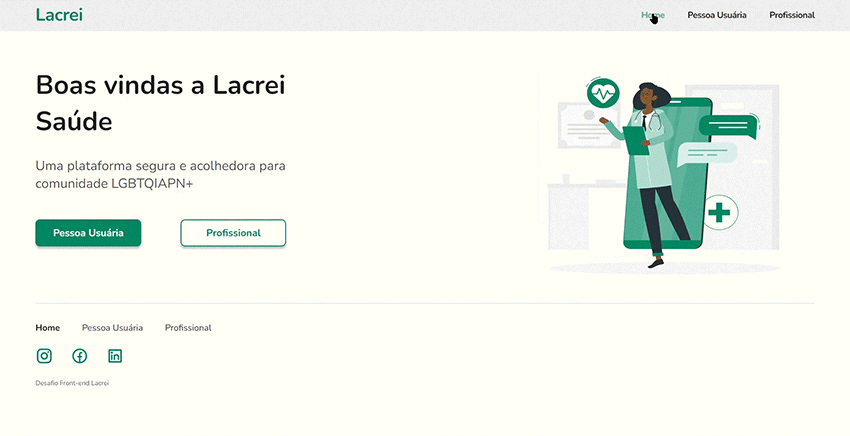 Lacrei
Home Pessoa Usuária Profissional
Boas vindas a Lacrei
Saúde
Uma plataforma segura e acolhedora para
comunidade LGBTQIAPN+
Pessoa Usuária Profissional
Home Pessoa Usuária Profissional
Desafio Front-end Lacrei